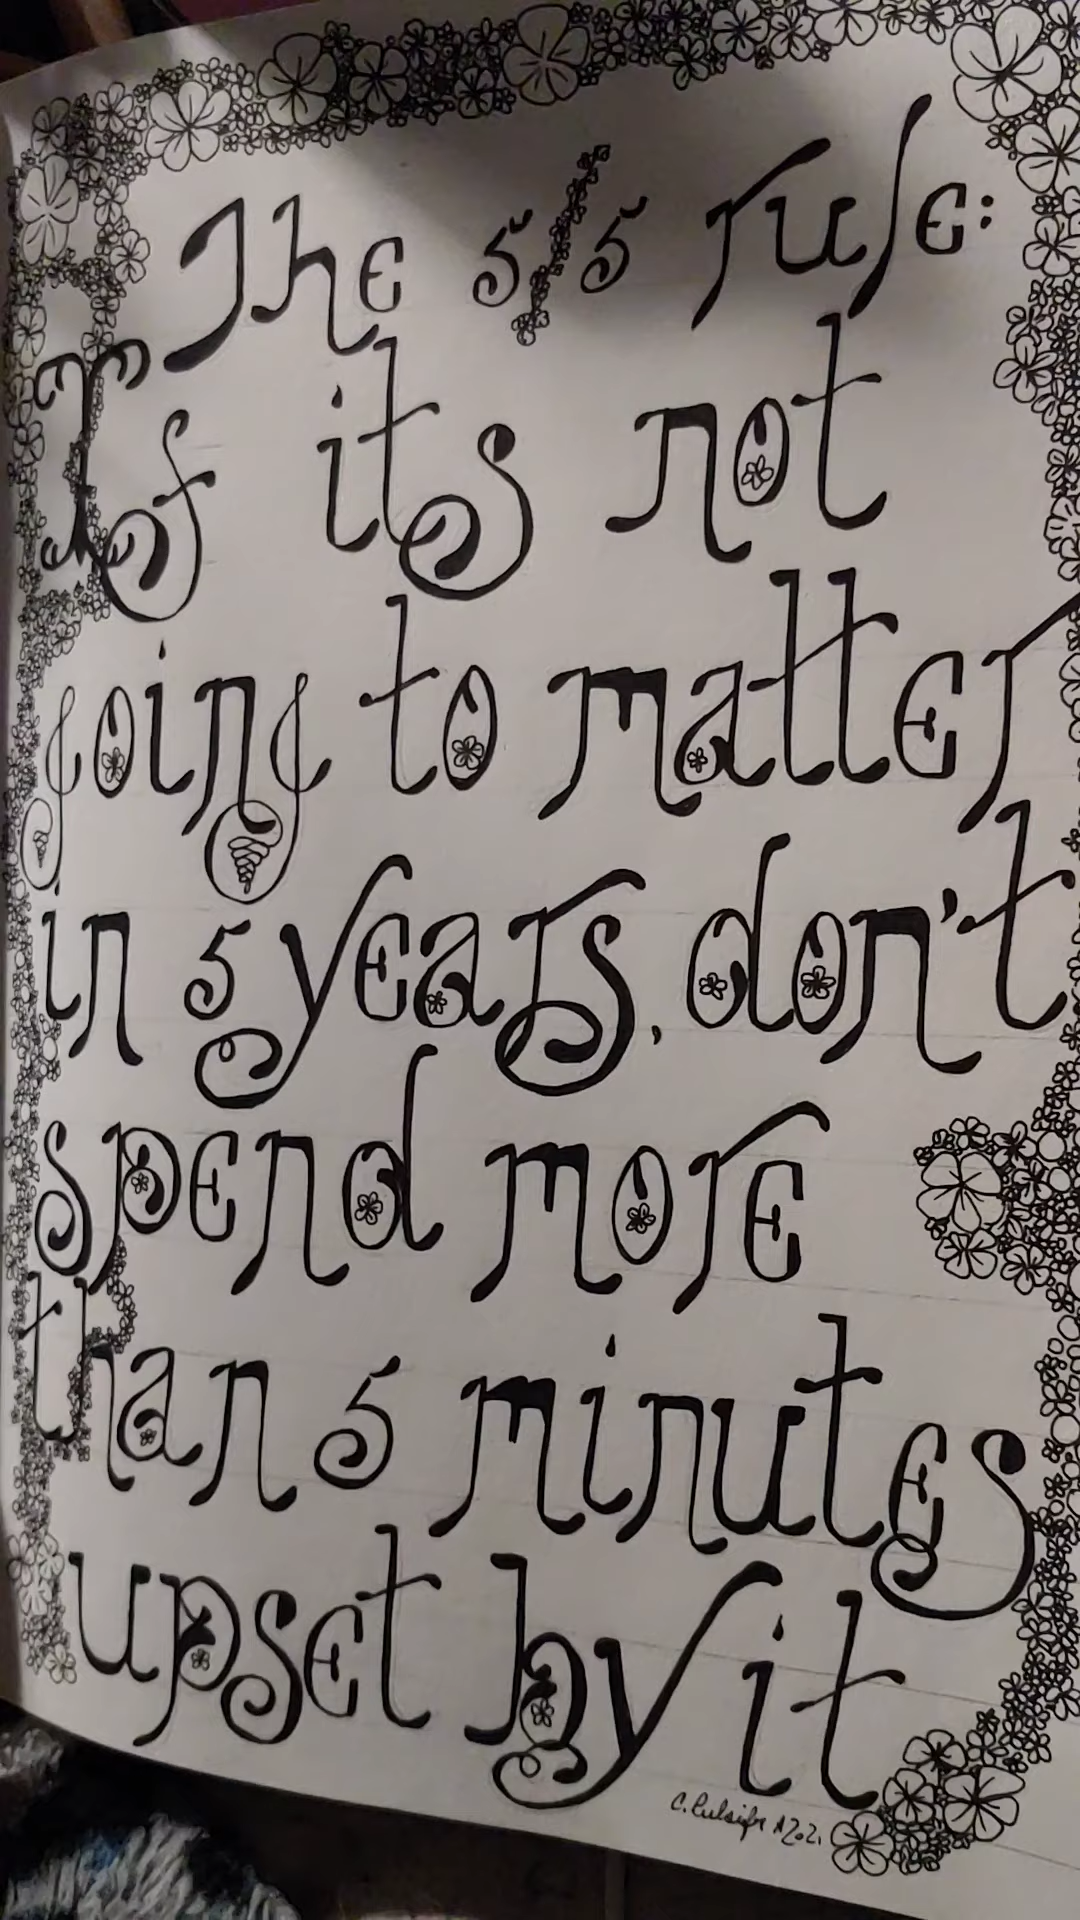 The 5/5 rule:
If its not
going to matter
in 5 years, don't
spend more
than 5 minutes
upset by it
C. Pulsifer